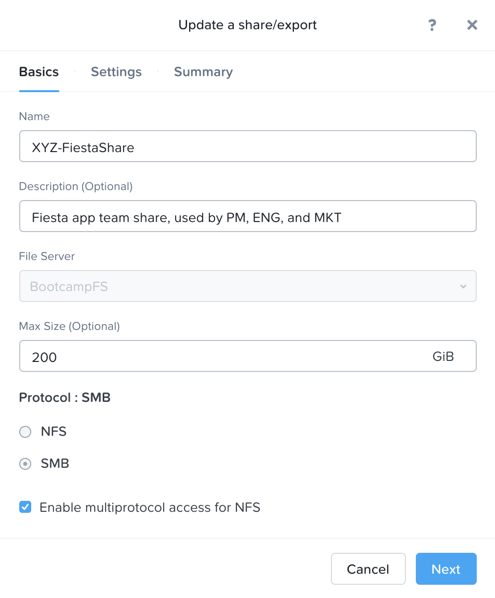 Update a share/export ?
Basics Settings Summary
Name
XYZ-FiestaShare
Description (Optional)
Fiesta app team share, used by PM, ENG, and MKT
File Server
BootcampFS
Max Size (Optional)
200 GiB
Protocol : SMB
NFS
SMB
Enable multiprotocol access for NFS
Cancel Next